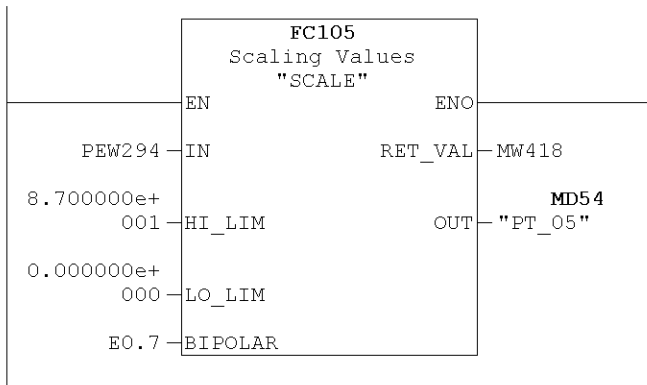 FC105
Scaling Values
"SCALE"
EN ENO
PEW294 IN RET_VAL MW418
8.700000e+ MD54
001 HI_LIM OUT "PT_05"
0.000000e+
000 LO_LIM
E0.7 BIPOLAR